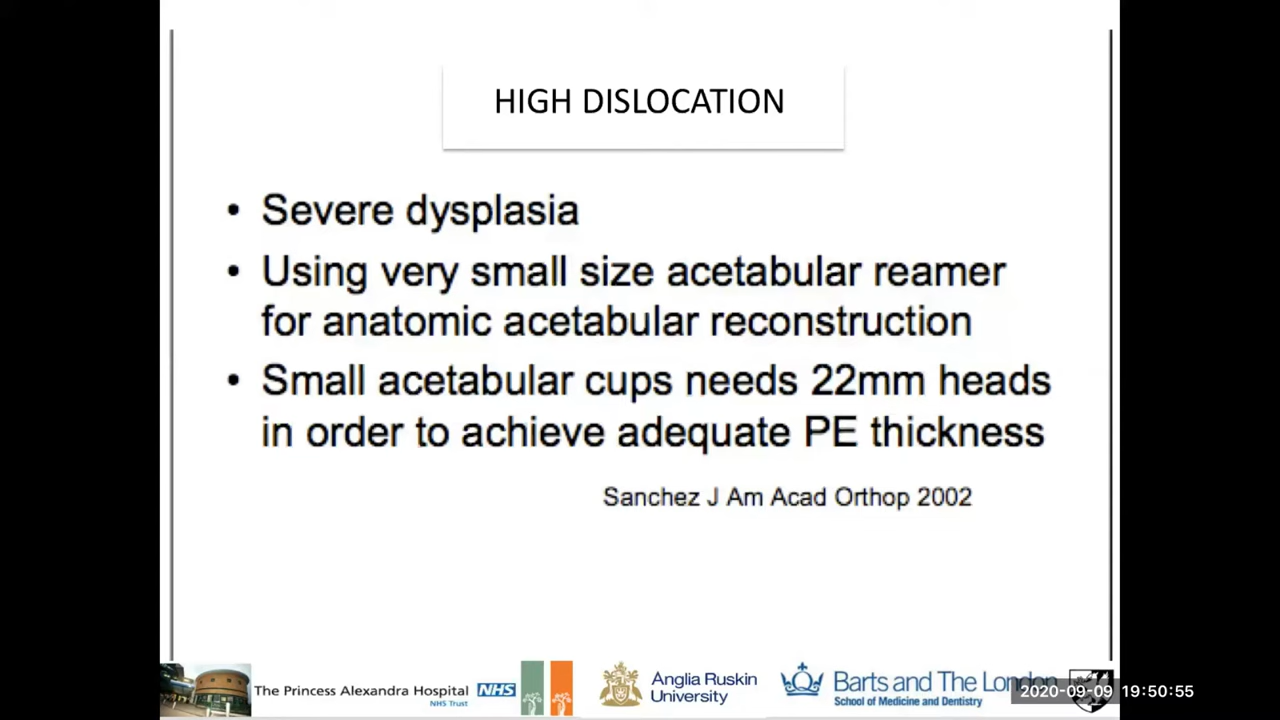 HIGH DISLOCATION
• Severe dysplasia
• Using very small size acetabular reamer
for anatomic acetabular reconstruction
• Small acetabular cups needs 22mm heads
in order to achieve adequate PE thickness
Sanchez J Am Acad Orthop 2002
The Princess Alexandra Hospital NHS
NHS Trust
Anglia Ruskin
University
Barts and The London
School of Medicine and Dentistry
2020-09-09 19:50:55